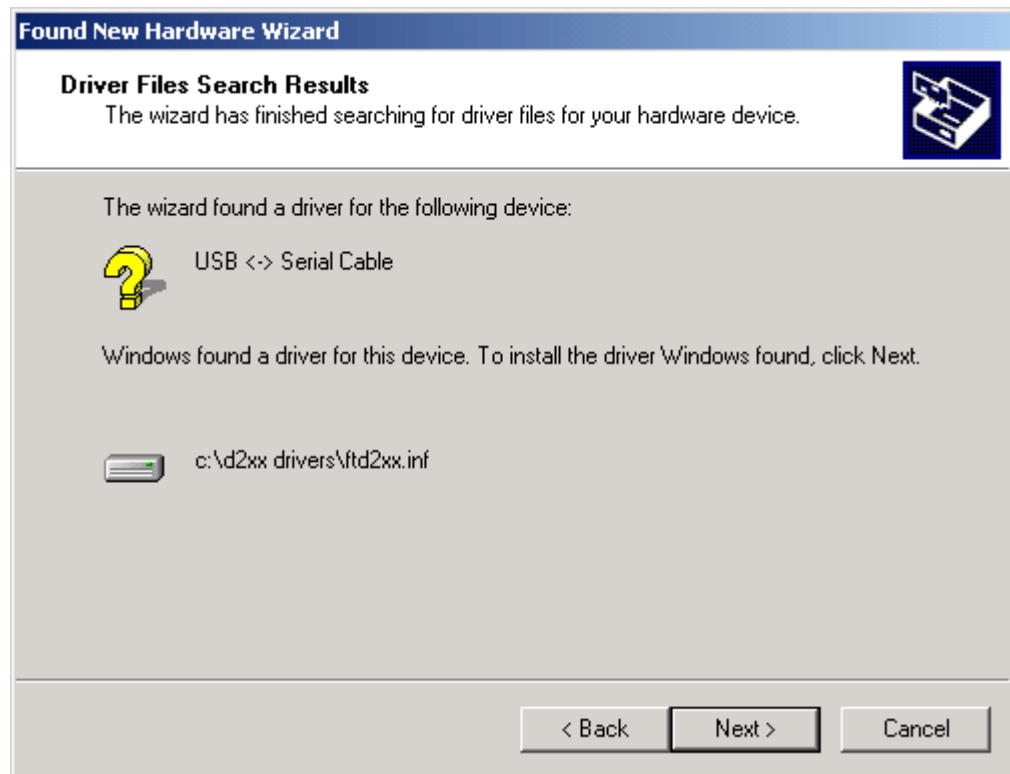 Found New Hardware Wizard
Driver Files Search Results
The wizard has finished searching for driver files for your hardware device.
The wizard found a driver for the following device:
USB <-> Serial Cable
Windows found a driver for this device. To install the driver Windows found, click Next.
c:\d2xx drivers\ftd2xx.inf
< Back Next > Cancel